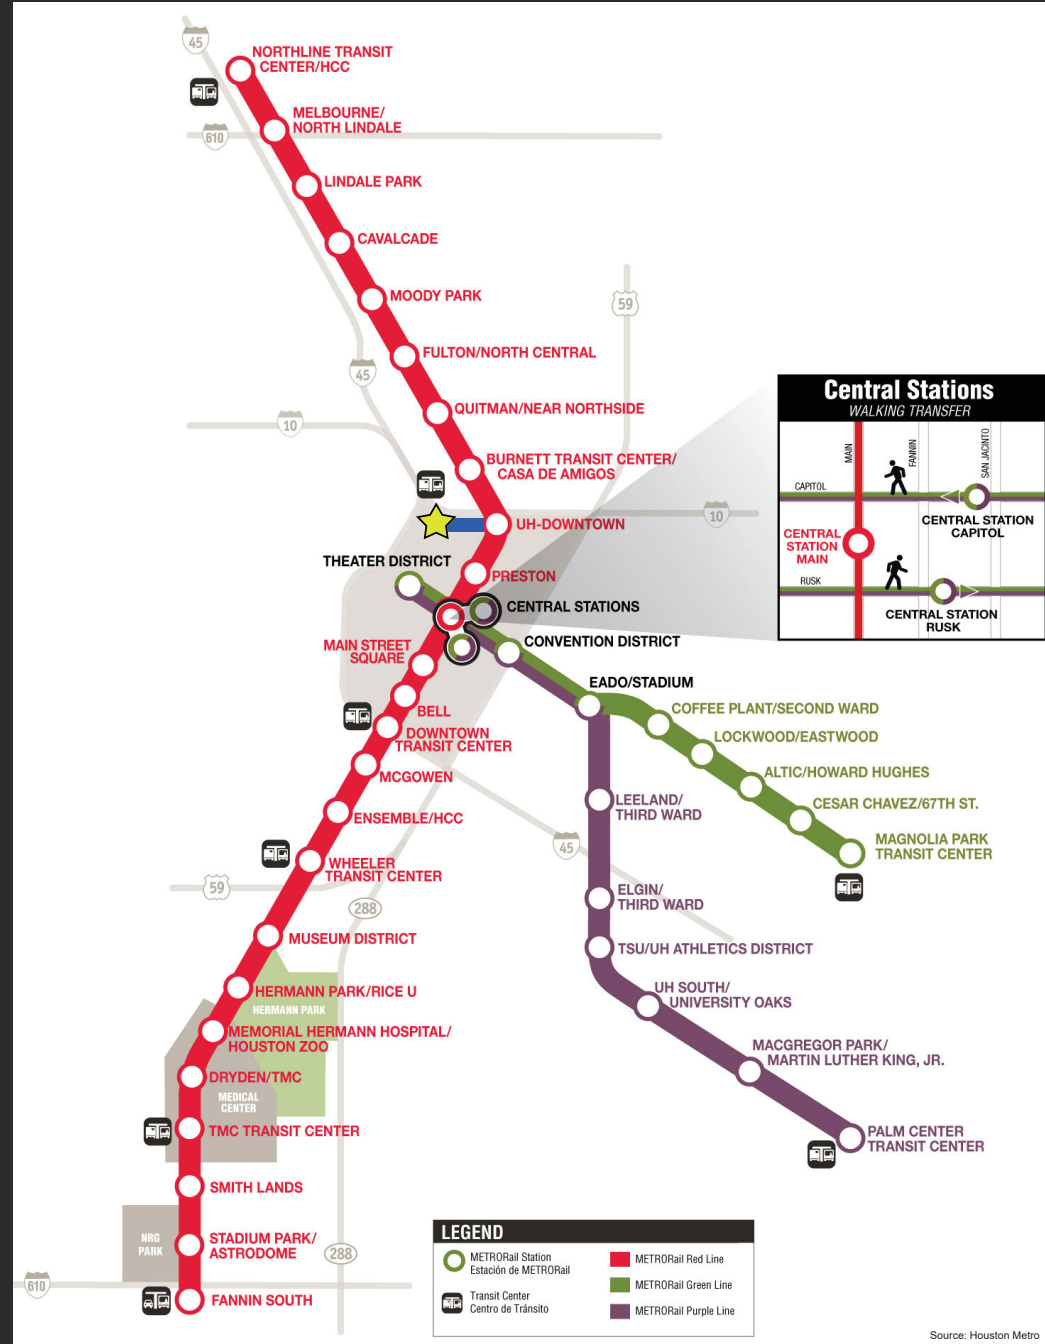 45
NORTHLINE TRANSIT
CENTER/HCC
MELBOURNE/
NORTH LINDALE
610
LINDALE PARK
CAVALCADE
MOODY PARK
59
FULTON/NORTH CENTRAL
45
QUITMAN/NEAR NORTHSIDE
10
BURNETT TRANSIT CENTER/
CASA DE AMIGOS
UH-DOWNTOWN
10
THEATER DISTRICT
PRESTON
CENTRAL STATIONS
CONVENTION DISTRICT
MAIN STREET
SQUARE
EADO/STADIUM
BELL
COFFEE PLANT/SECOND WARD
DOWNTOWN
TRANSIT CENTER
LOCKWOOD/EASTWOOD
MCGOWEN
ALTIC/HOWARD HUGHES
LEELAND/
THIRD WARD
CESAR CHAVEZ/67TH ST.
ENSEMBLE/HCC
45
MAGNOLIA PARK
TRANSIT CENTER
WHEELER
TRANSIT CENTER
59
288
ELGIN/
THIRD WARD
MUSEUM DISTRICT
TSU/UH ATHLETICS DISTRICT
HERMANN PARK/RICE U
HERMANN PARK
UH SOUTH/
UNIVERSITY OAKS
MEMORIAL HERMANN HOSPITAL/
HOUSTON ZOO
MACGREGOR PARK/
MARTIN LUTHER KING, JR.
DRYDEN/TMC
MEDICAL
CENTER
TMC TRANSIT CENTER
PALM CENTER
TRANSIT CENTER
SMITH LANDS
NRG
PARK
STADIUM PARK/
ASTRODOME
288
610
FANNIN SOUTH
Central Stations
WALKING TRANSFER
MAIN
FANNIN
SAN JACINTO
CAPITOL
CENTRAL STATION
CAPITOL
CENTRAL
STATION
MAIN
RUSK
CENTRAL STATION
RUSK
LEGEND
METRORail Station
Estación de METRORail
Transit Center
Centro de Tránsito
METRORail Red Line
METRORail Green Line
METRORail Purple Line
Source: Houston Metro